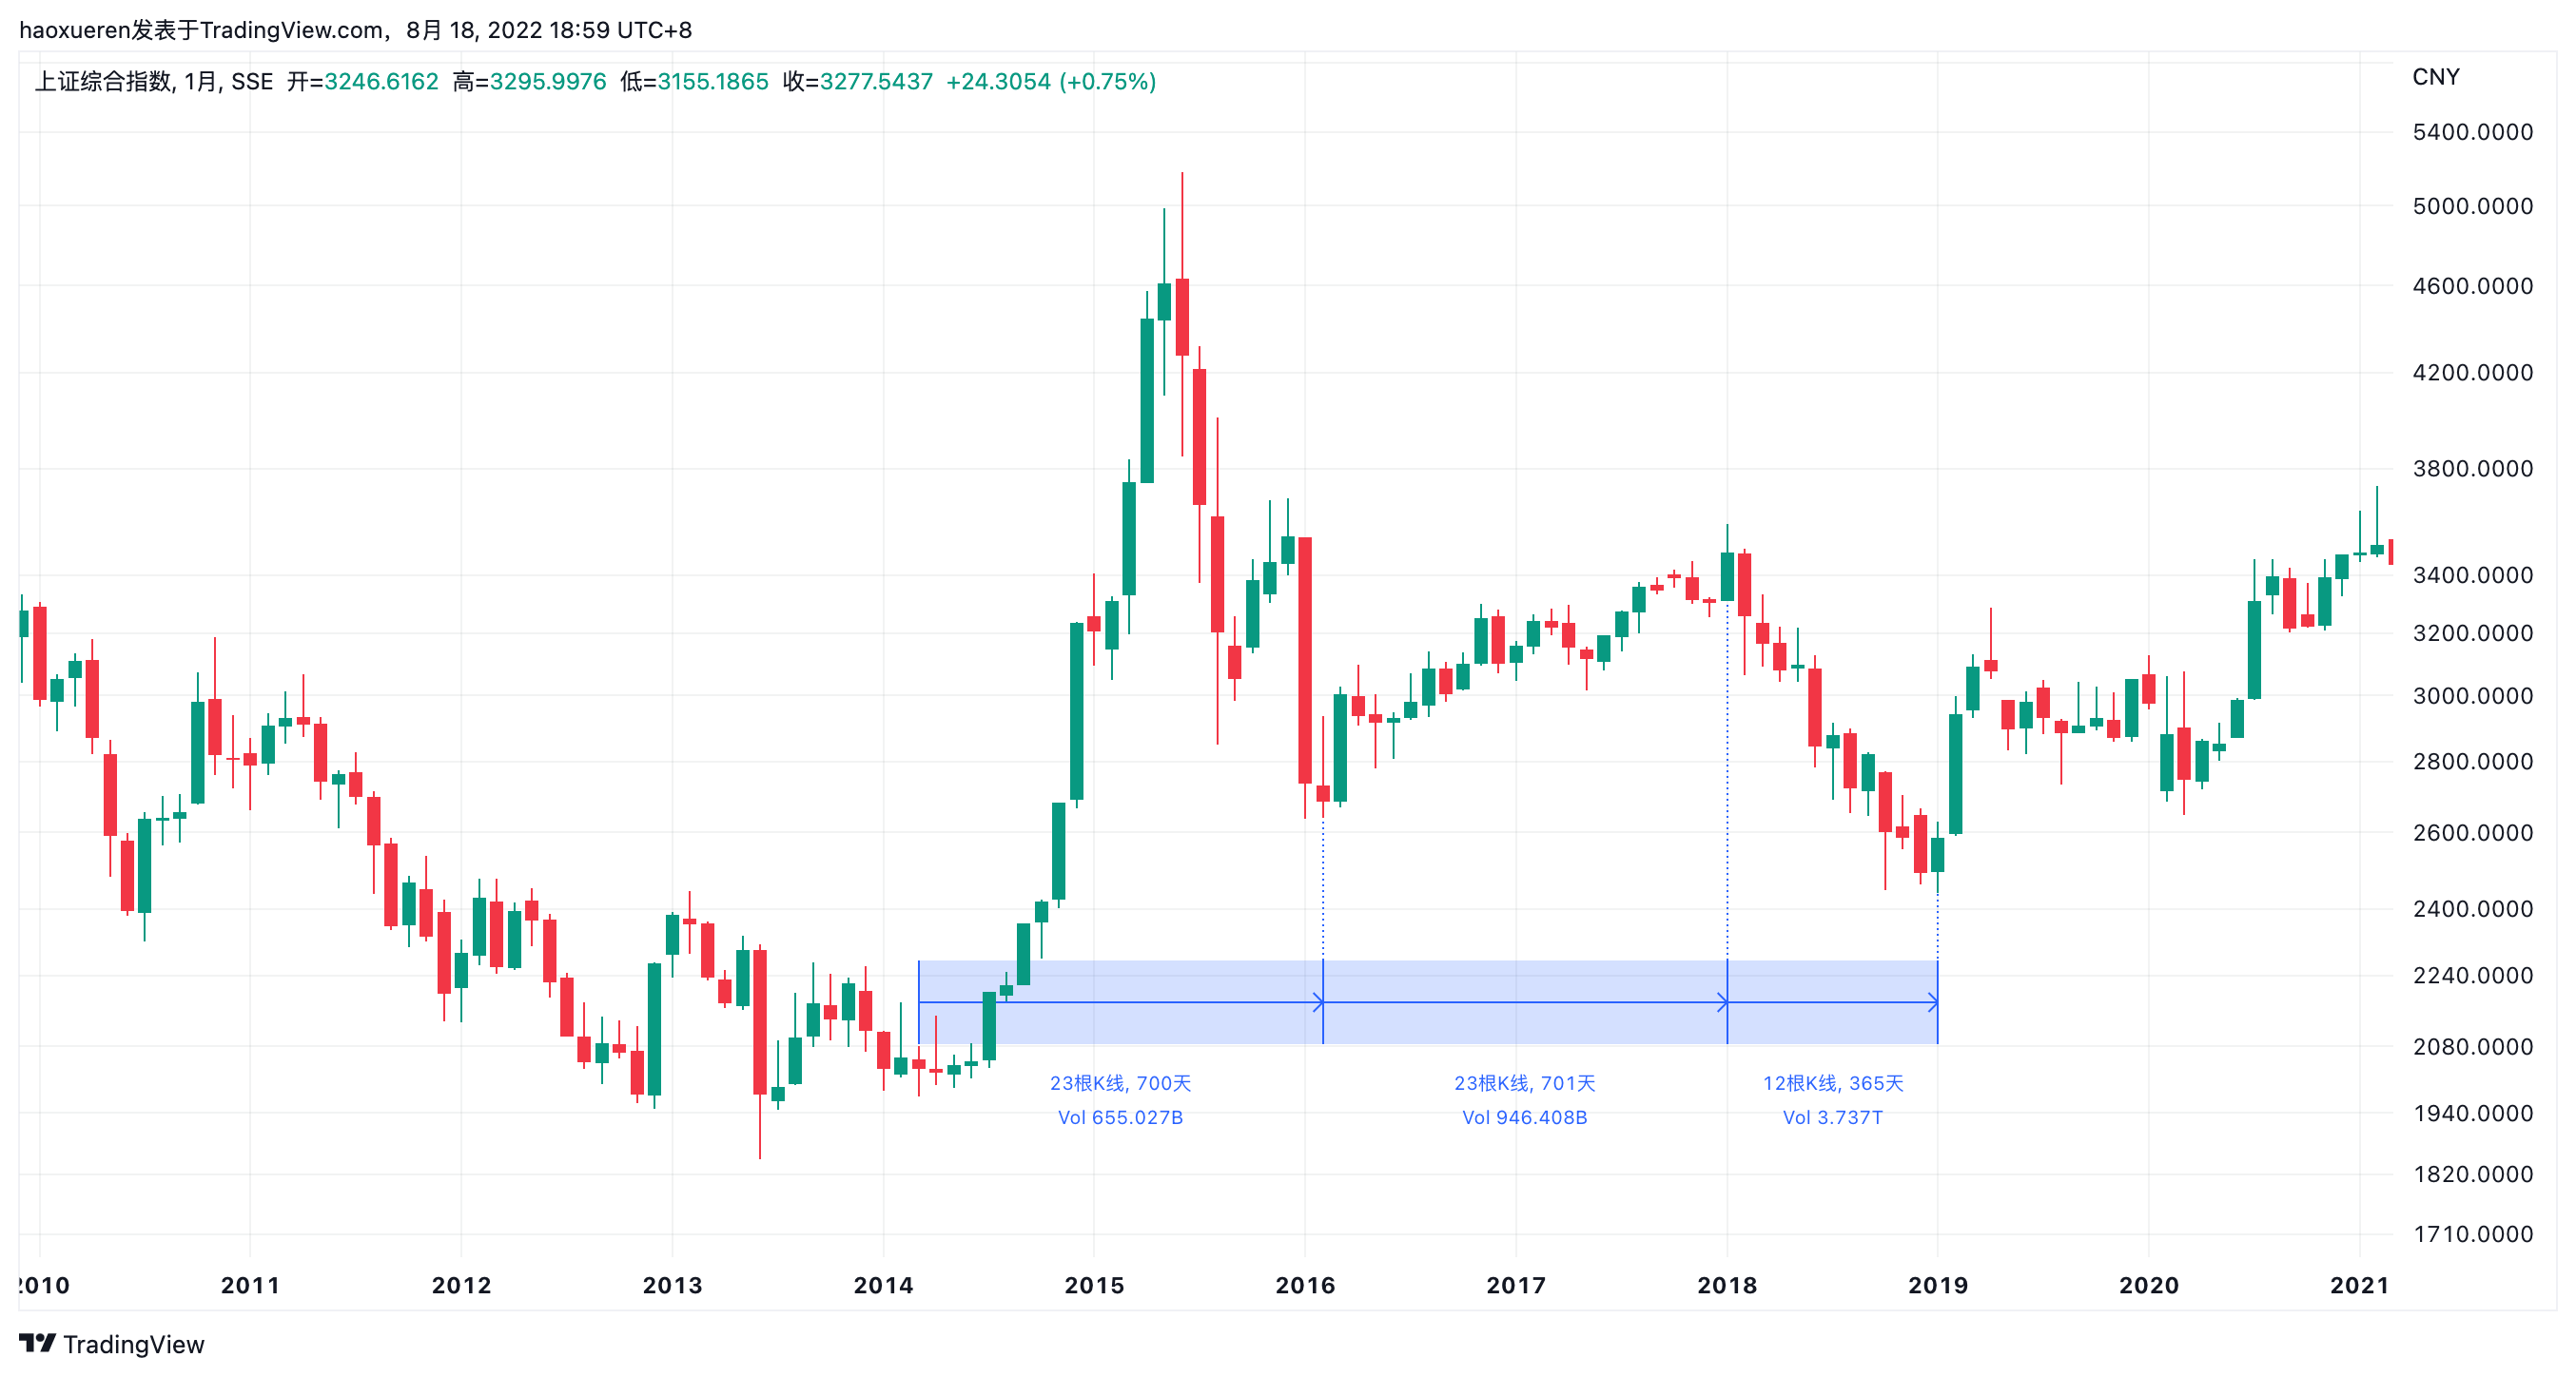 haoxueren发表于TradingView.com，8月 18, 2022 18:59 UTC+8
上证综合指数, 1月, SSE 开=3246.6162 高=3295.9976 低=3155.1865 收=3277.5437 +24.3054 (+0.75%)
CNY
5400.0000
5000.0000
4600.0000
4200.0000
3800.0000
3400.0000
3200.0000
3000.0000
2800.0000
2600.0000
2400.0000
2240.0000
2080.0000
1940.0000
1820.0000
1710.0000
23根K线, 700天
Vol 655.027B
23根K线, 701天
Vol 946.408B
12根K线, 365天
Vol 3.737T
2010 2011 2012 2013 2014 2015 2016 2017 2018 2019 2020 2021
TradingView